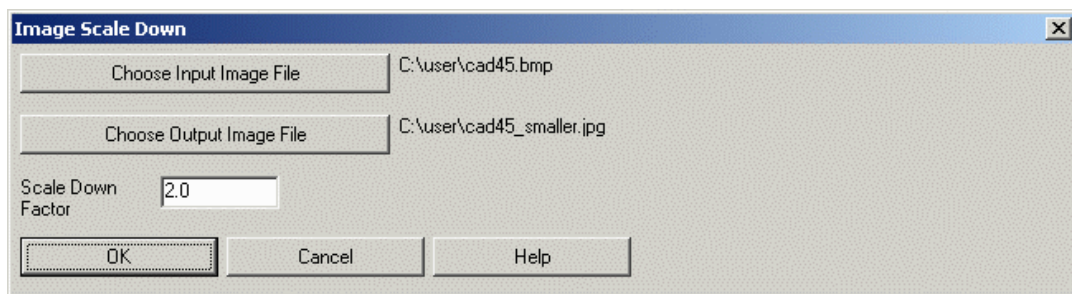 Image Scale Down
Choose Input Image File C:\user\cad45.bmp
Choose Output Image File C:\user\cad45_smaller.jpg
Scale Down 2.0
Factor
OK Cancel Help